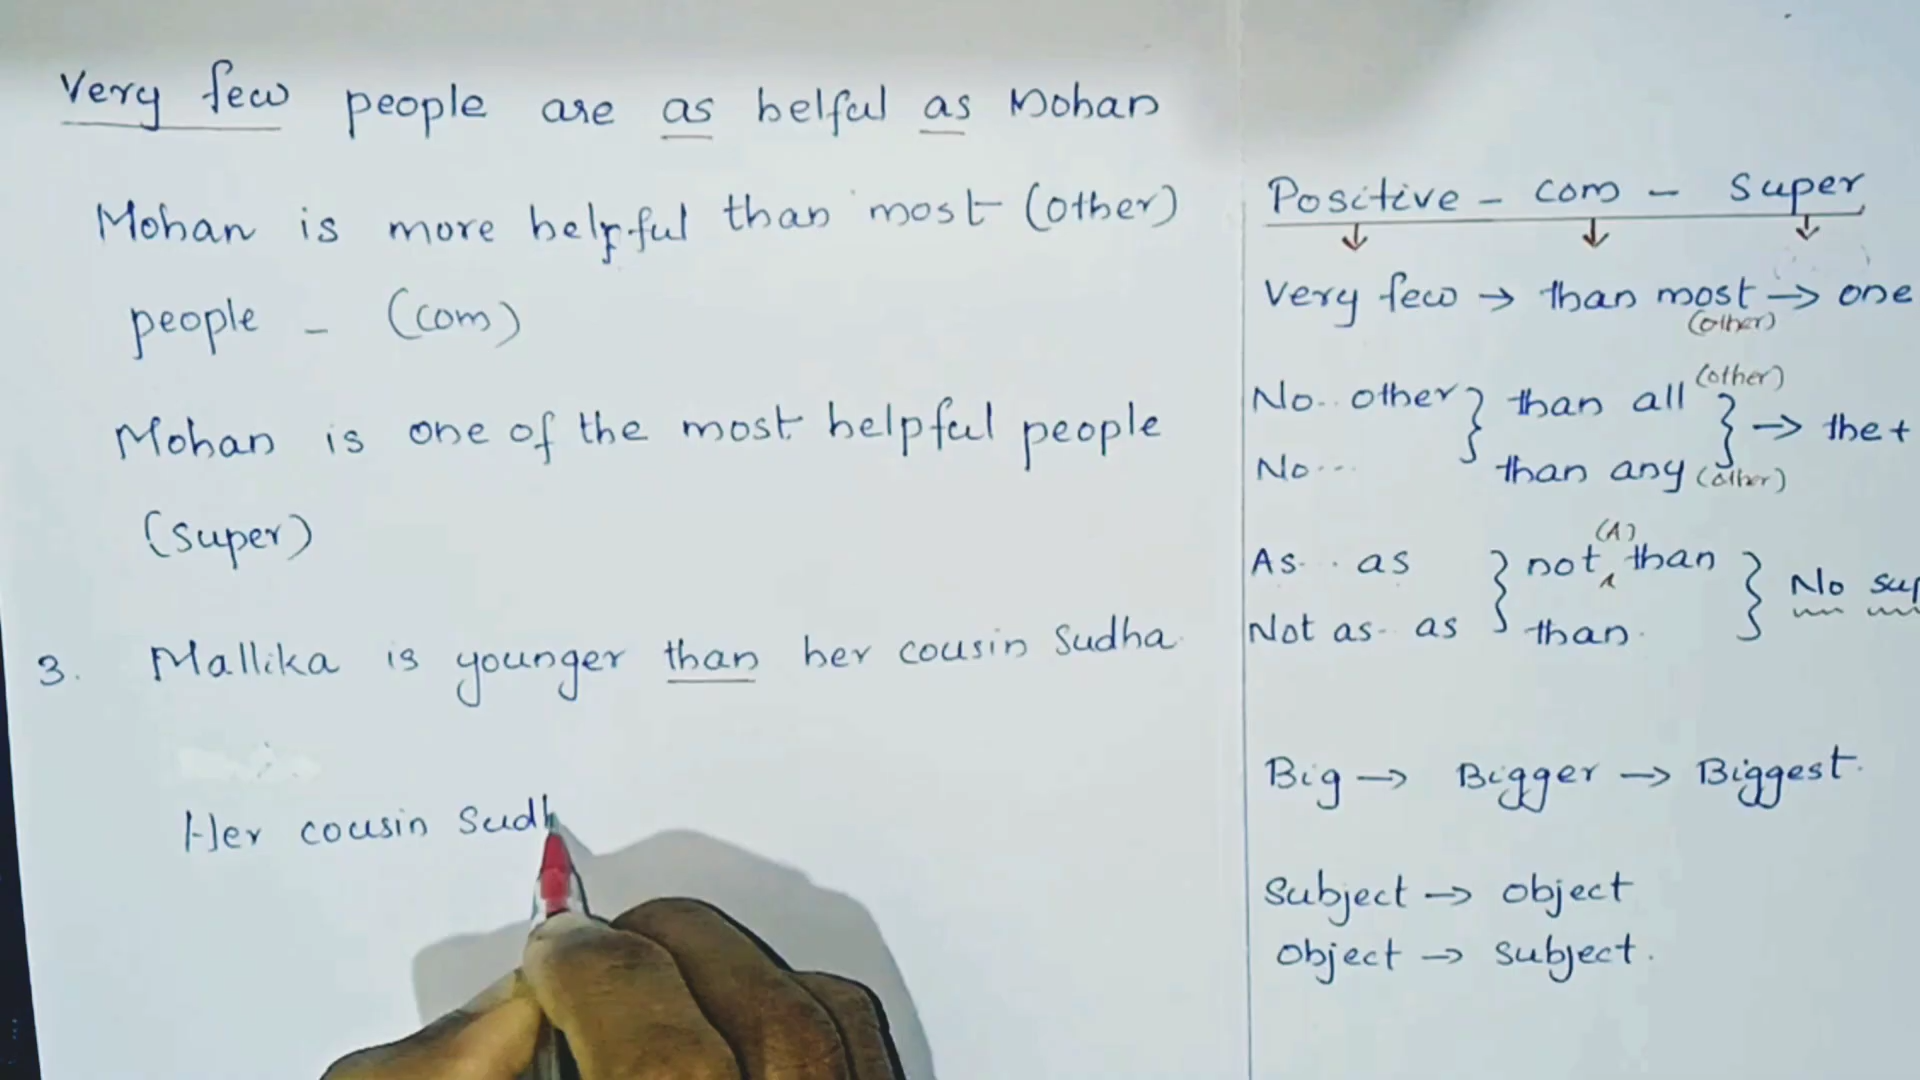 Very few people are as helful as Mohan
Mohan is more helpful than most (other)
people - (com)
Mohan is one of the most helpful people
(super)
3. Mallika is younger than her cousin Sudha
Her cousin Sudh
Positive - com - super
Very few → than most → one
(other)
No.. other } than all (other) } → the +
No... than any (other)
As.. as } not (A) than } No sup
Not as- as than.
Big → Bigger → Biggest.
Subject → object
object → subject.